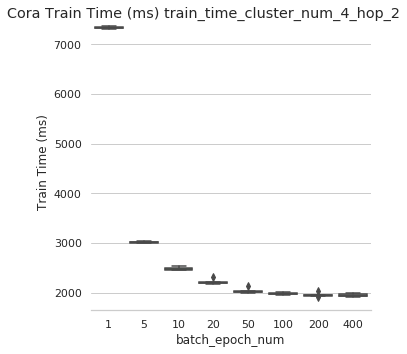 Cora Train Time (ms) train_time_cluster_num_4_hop_2
7000
6000
5000
4000
3000
2000
Train Time (ms)
1 5 10 20 50 100 200 400
batch_epoch_num